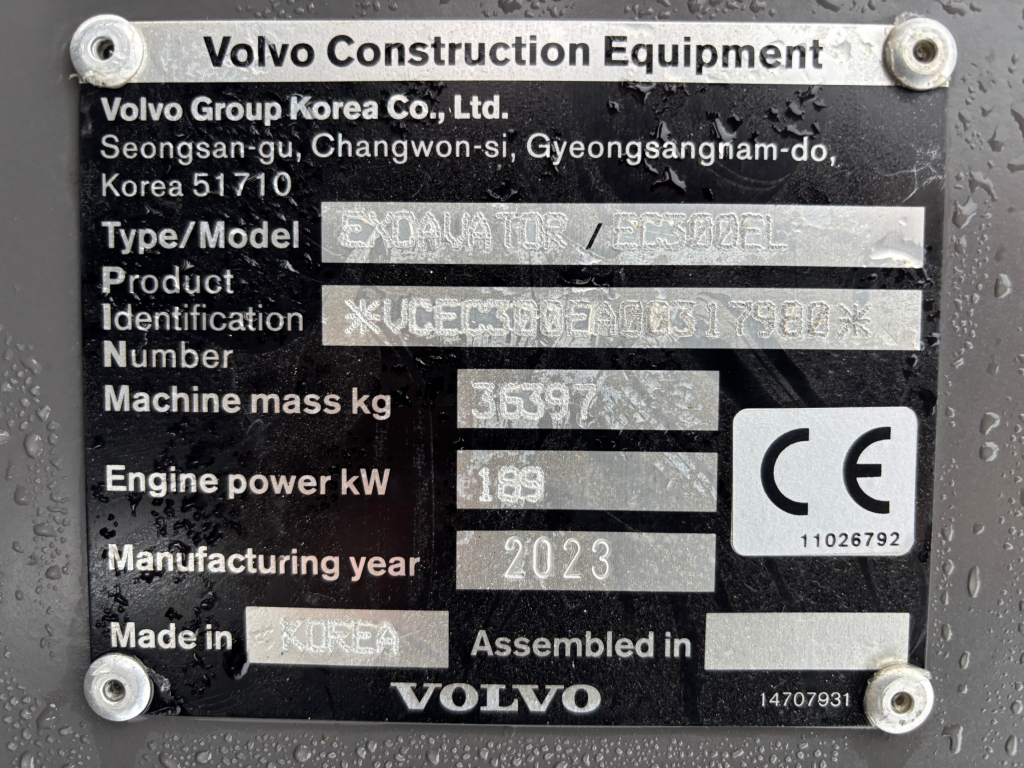 Volvo Construction Equipment
Volvo Group Korea Co., Ltd.
Seongsan-gu, Changwon-si, Gyeongsangnam-do,
Korea 51710
Type/Model EXCAVATOR / EC300EL
Product
Identification *VCEC300EA00317980*
Number
Machine mass kg 36397
Engine power kW 189
CE
11026792
Manufacturing year 2023
Made in KOREA Assembled in
VOLVO 14707931